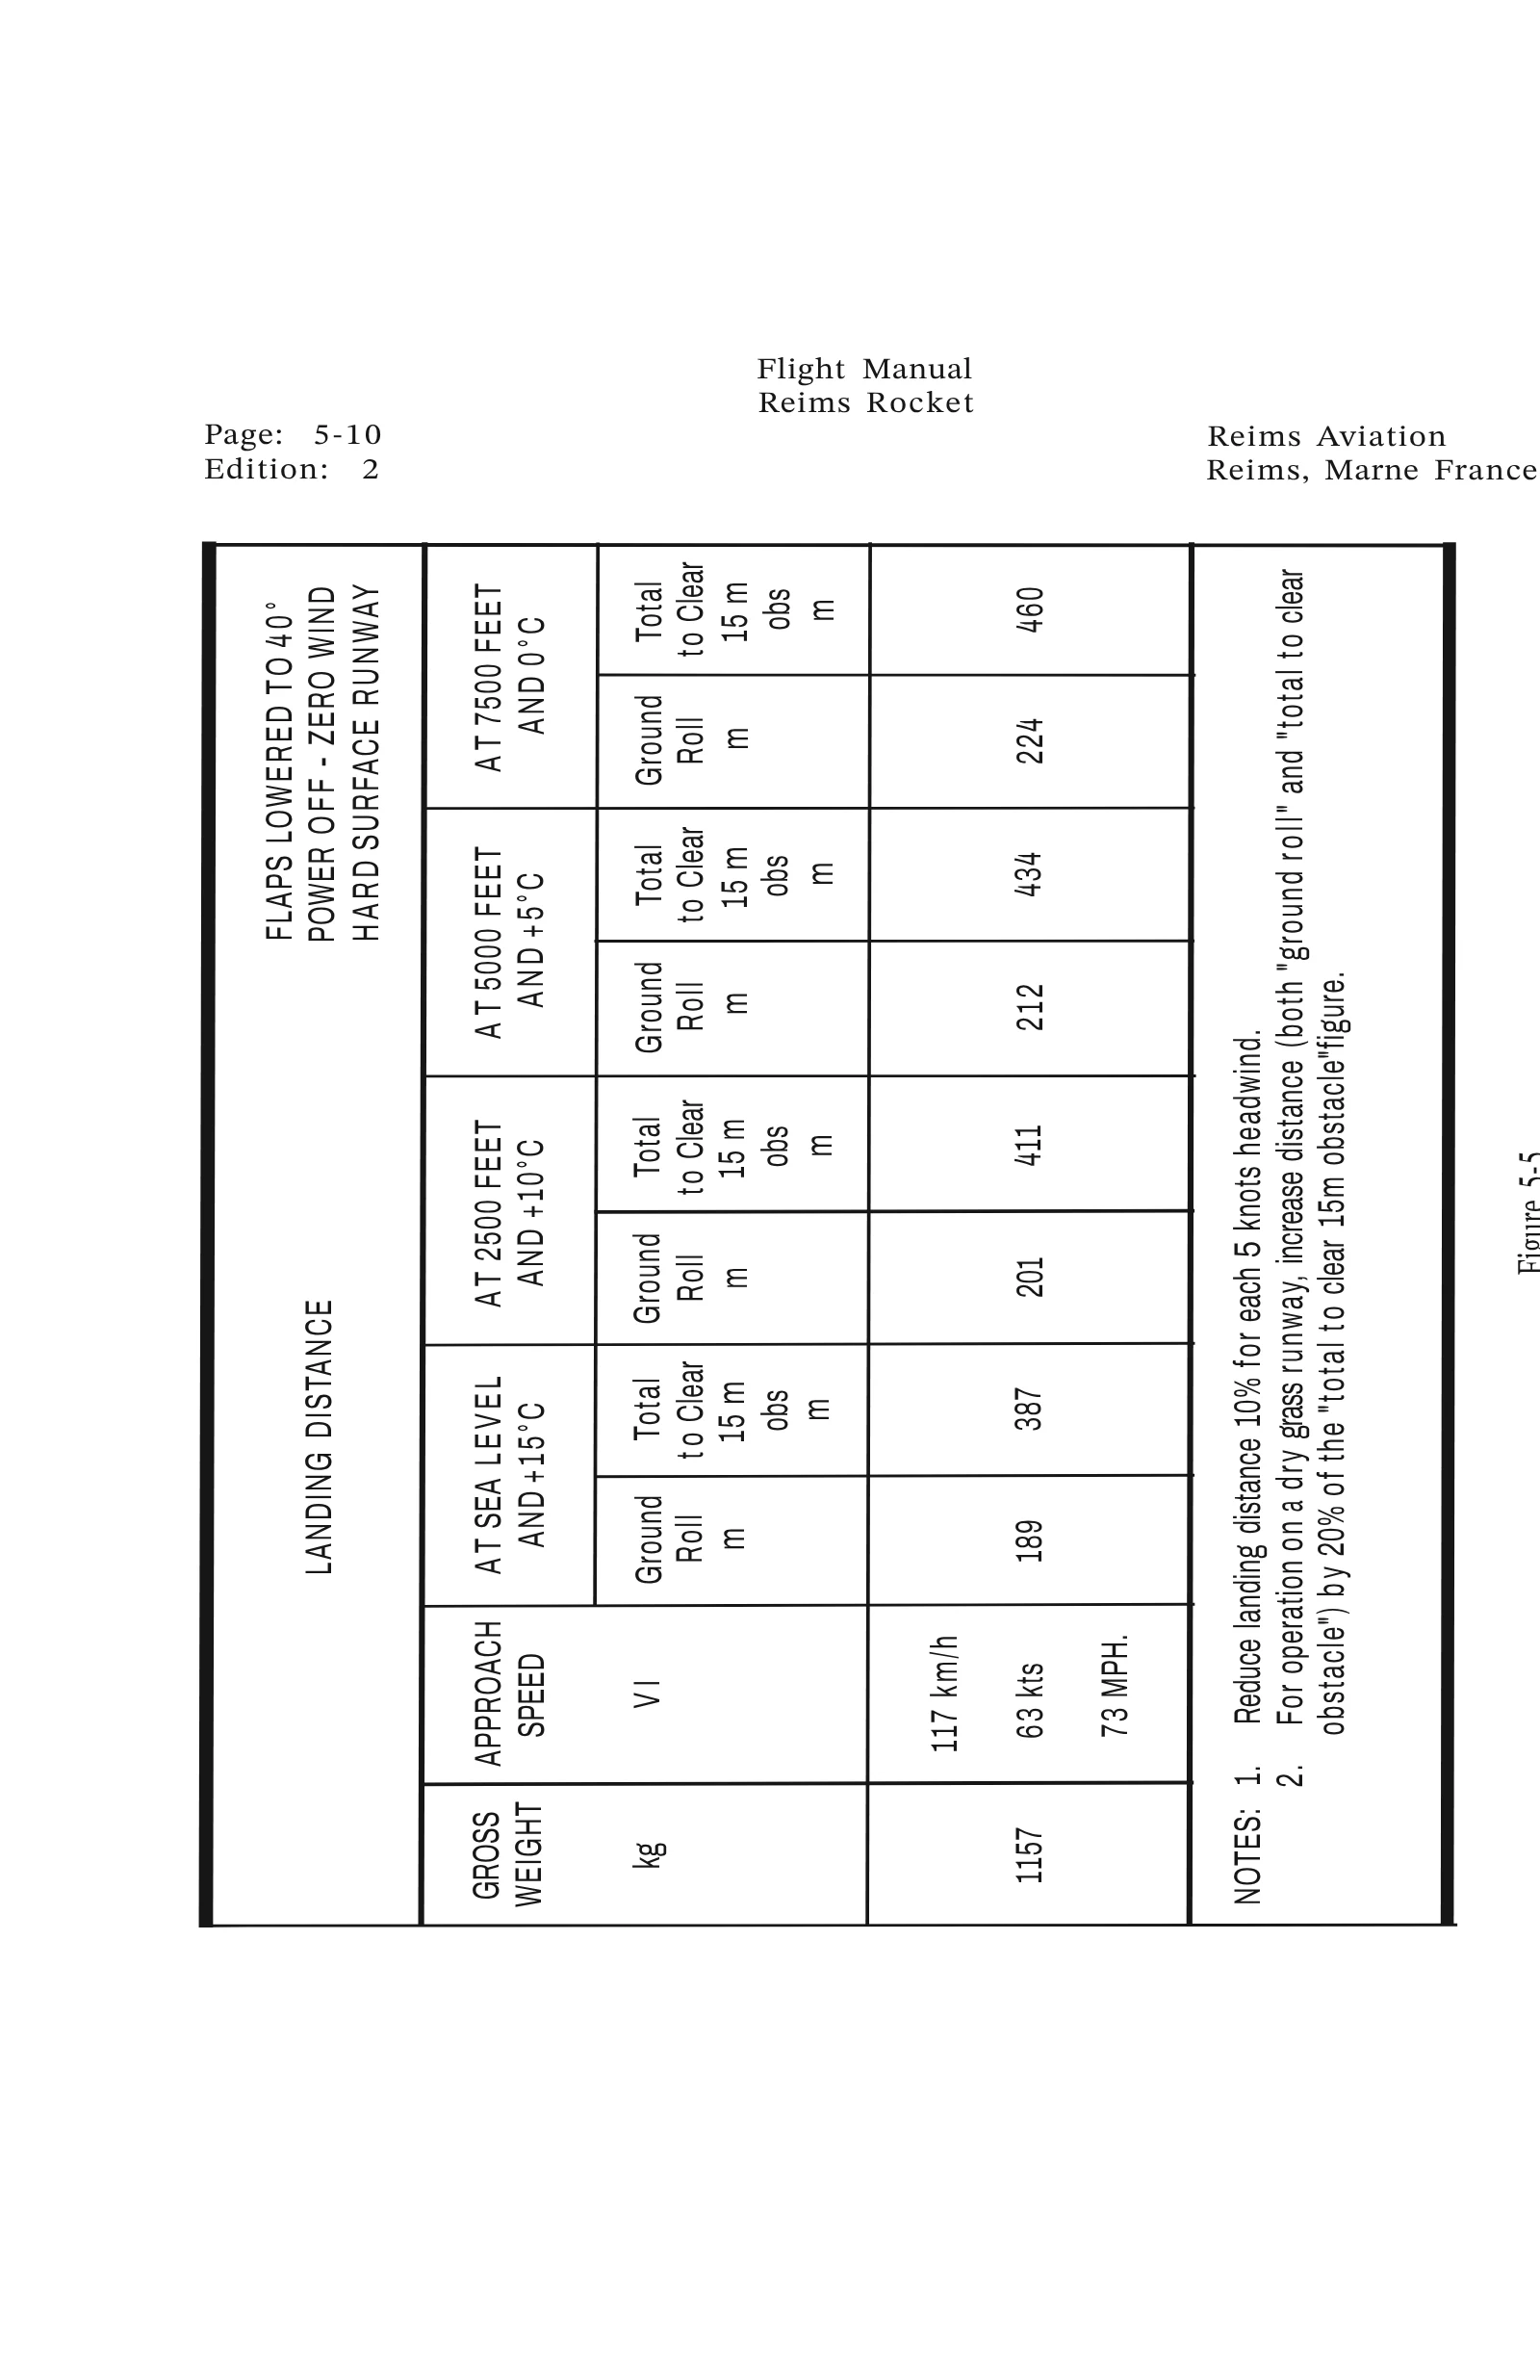 Flight Manual
Reims Rocket
Page: 5-10
Edition: 2
Reims Aviation
Reims, Marne France
LANDING DISTANCE
FLAPS LOWERED TO 40°
POWER OFF - ZERO WIND
HARD SURFACE RUNWAY
GROSS
WEIGHT
APPROACH
SPEED
AT SEA LEVEL
AND +15°C
AT 2500 FEET
AND +10°C
AT 5000 FEET
AND +5°C
AT 7500 FEET
AND 0°C
kg
VI
Ground
Roll
m
Total
to Clear
15 m
obs
m
Ground
Roll
m
Total
to Clear
15 m
obs
m
Ground
Roll
m
Total
to Clear
15 m
obs
m
Ground
Roll
m
Total
to Clear
15 m
obs
m
1157
117 km/h
63 kts
73 MPH.
189
387
201
411
212
434
224
460
NOTES: 1. Reduce landing distance 10% for each 5 knots headwind.
2. For operation on a dry grass runway, increase distance (both "ground roll" and "total to clear
obstacle") by 20% of the "total to clear 15m obstacle"figure.
Figure 5-5